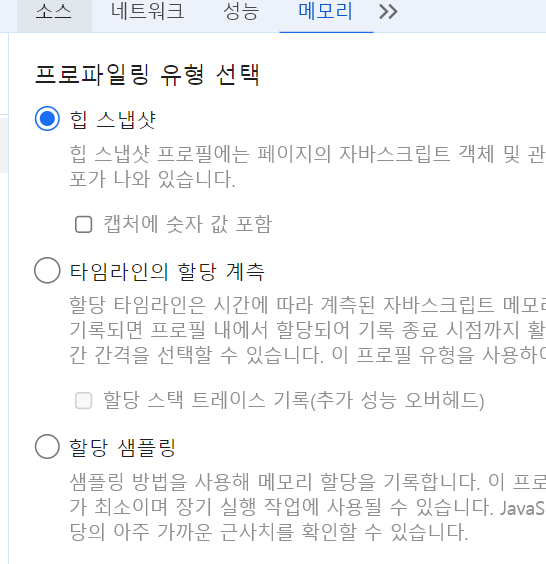 소스 네트워크 성능 메모리
프로파일링 유형 선택
힙 스냅샷
힙 스냅샷 프로필에는 페이지의 자바스크립트 객체 및 관
포가 나와 있습니다.
캡처에 숫자 값 포함
타임라인의 할당 계측
할당 타임라인은 시간에 따라 계측된 자바스크립트 메모리
기록되면 프로필 내에서 할당되어 기록 종료 시점까지 활
간 간격을 선택할 수 있습니다. 이 프로필 유형을 사용하여
할당 스택 트레이스 기록(추가 성능 오버헤드)
할당 샘플링
샘플링 방법을 사용해 메모리 할당을 기록합니다. 이 프로
가 최소이며 장기 실행 작업에 사용될 수 있습니다. JavaS
당의 아주 가까운 근사치를 확인할 수 있습니다.